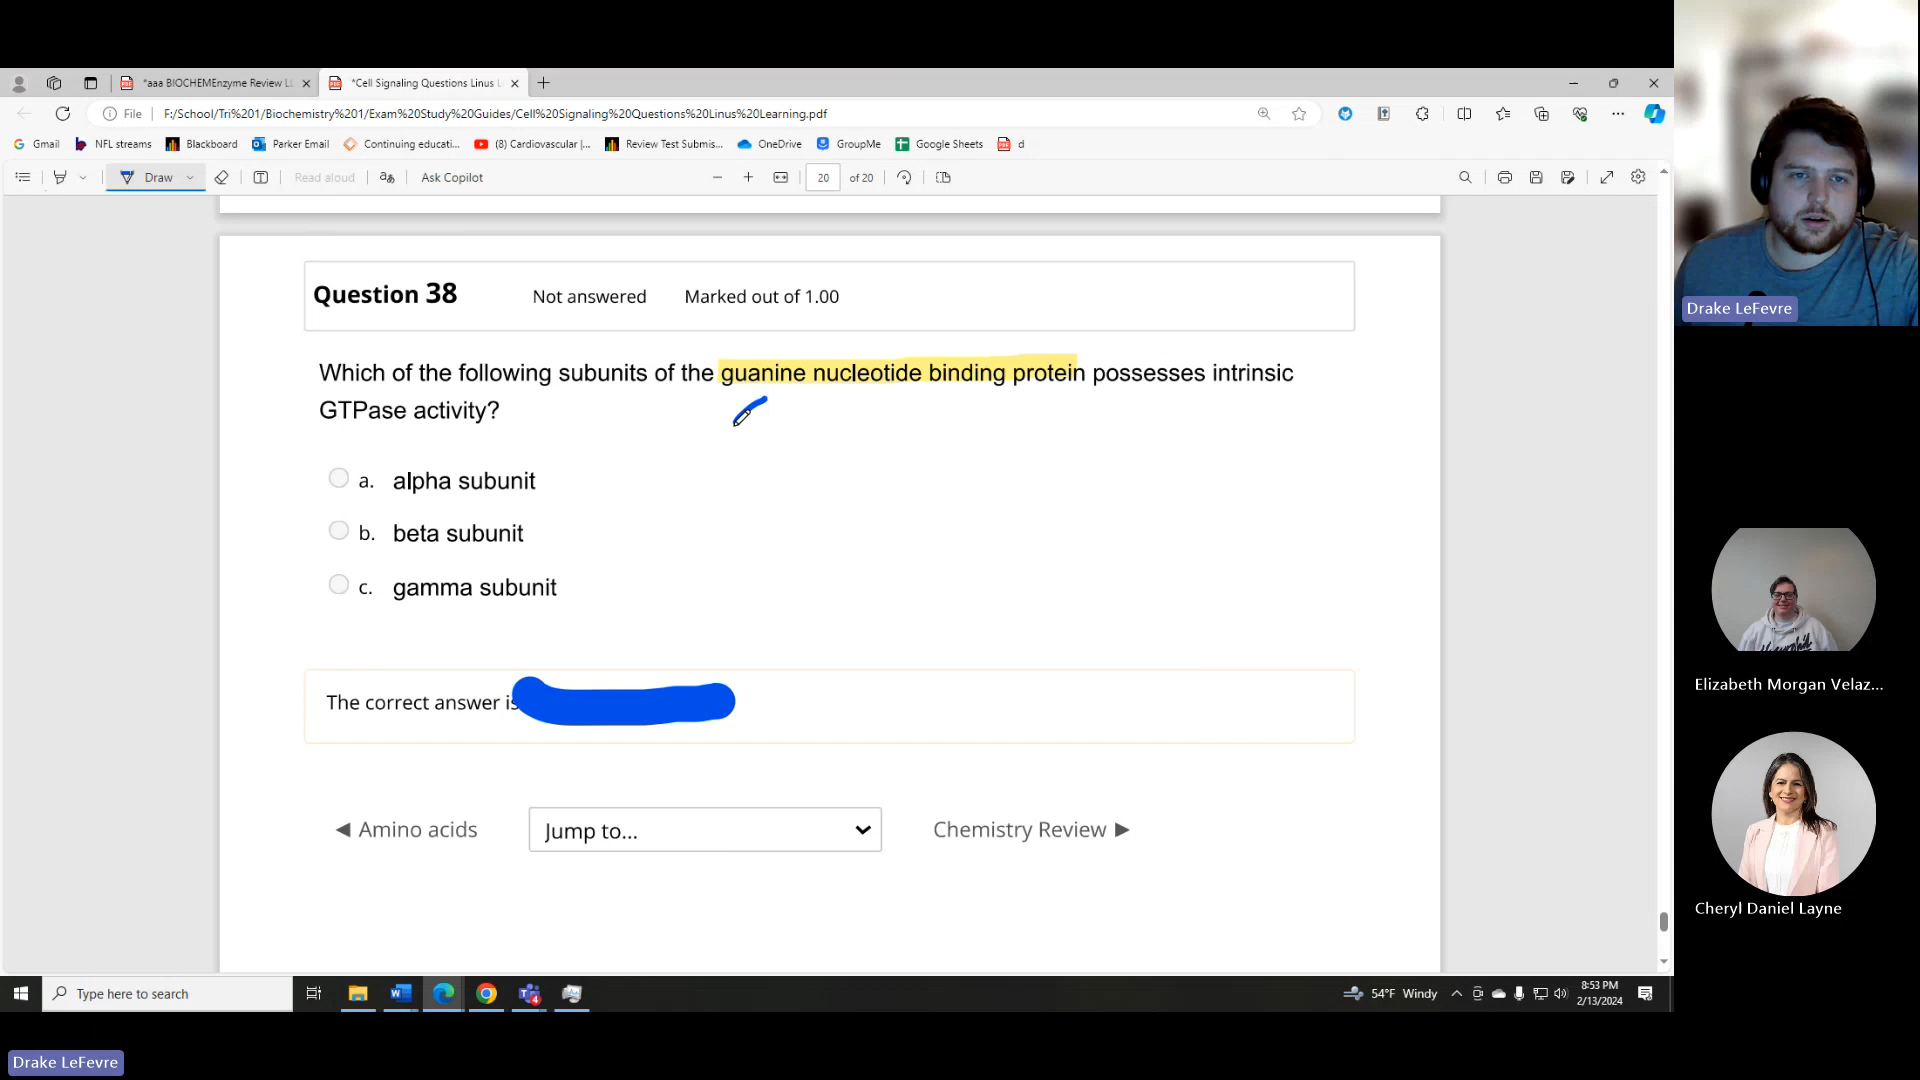 *aaa BIOCHEMEnzyme Review L
*Cell Signaling Questions Linus L
File
F:/School/Tri%201/Biochemistry%201/Exam%20Study%20Guides/Cell%20Signaling%20Questions%20Linus%20Learning.pdf
Gmail
NFL streams
Blackboard
Parker Email
Continuing educati...
(8) Cardiovascular |...
Review Test Submis...
OneDrive
GroupMe
Google Sheets
d
Draw
Read aloud
Ask Copilot
20
of 20
Question 38
Not answered
Marked out of 1.00
Which of the following subunits of the guanine nucleotide binding protein possesses intrinsic
GTPase activity?
a. alpha subunit
b. beta subunit
c. gamma subunit
The correct answer is
◀ Amino acids
Jump to...
Chemistry Review ▶
Type here to search
54°F Windy
8:53 PM
2/13/2024
Drake LeFevre
Elizabeth Morgan Velaz...
Cheryl Daniel Layne
Drake LeFevre